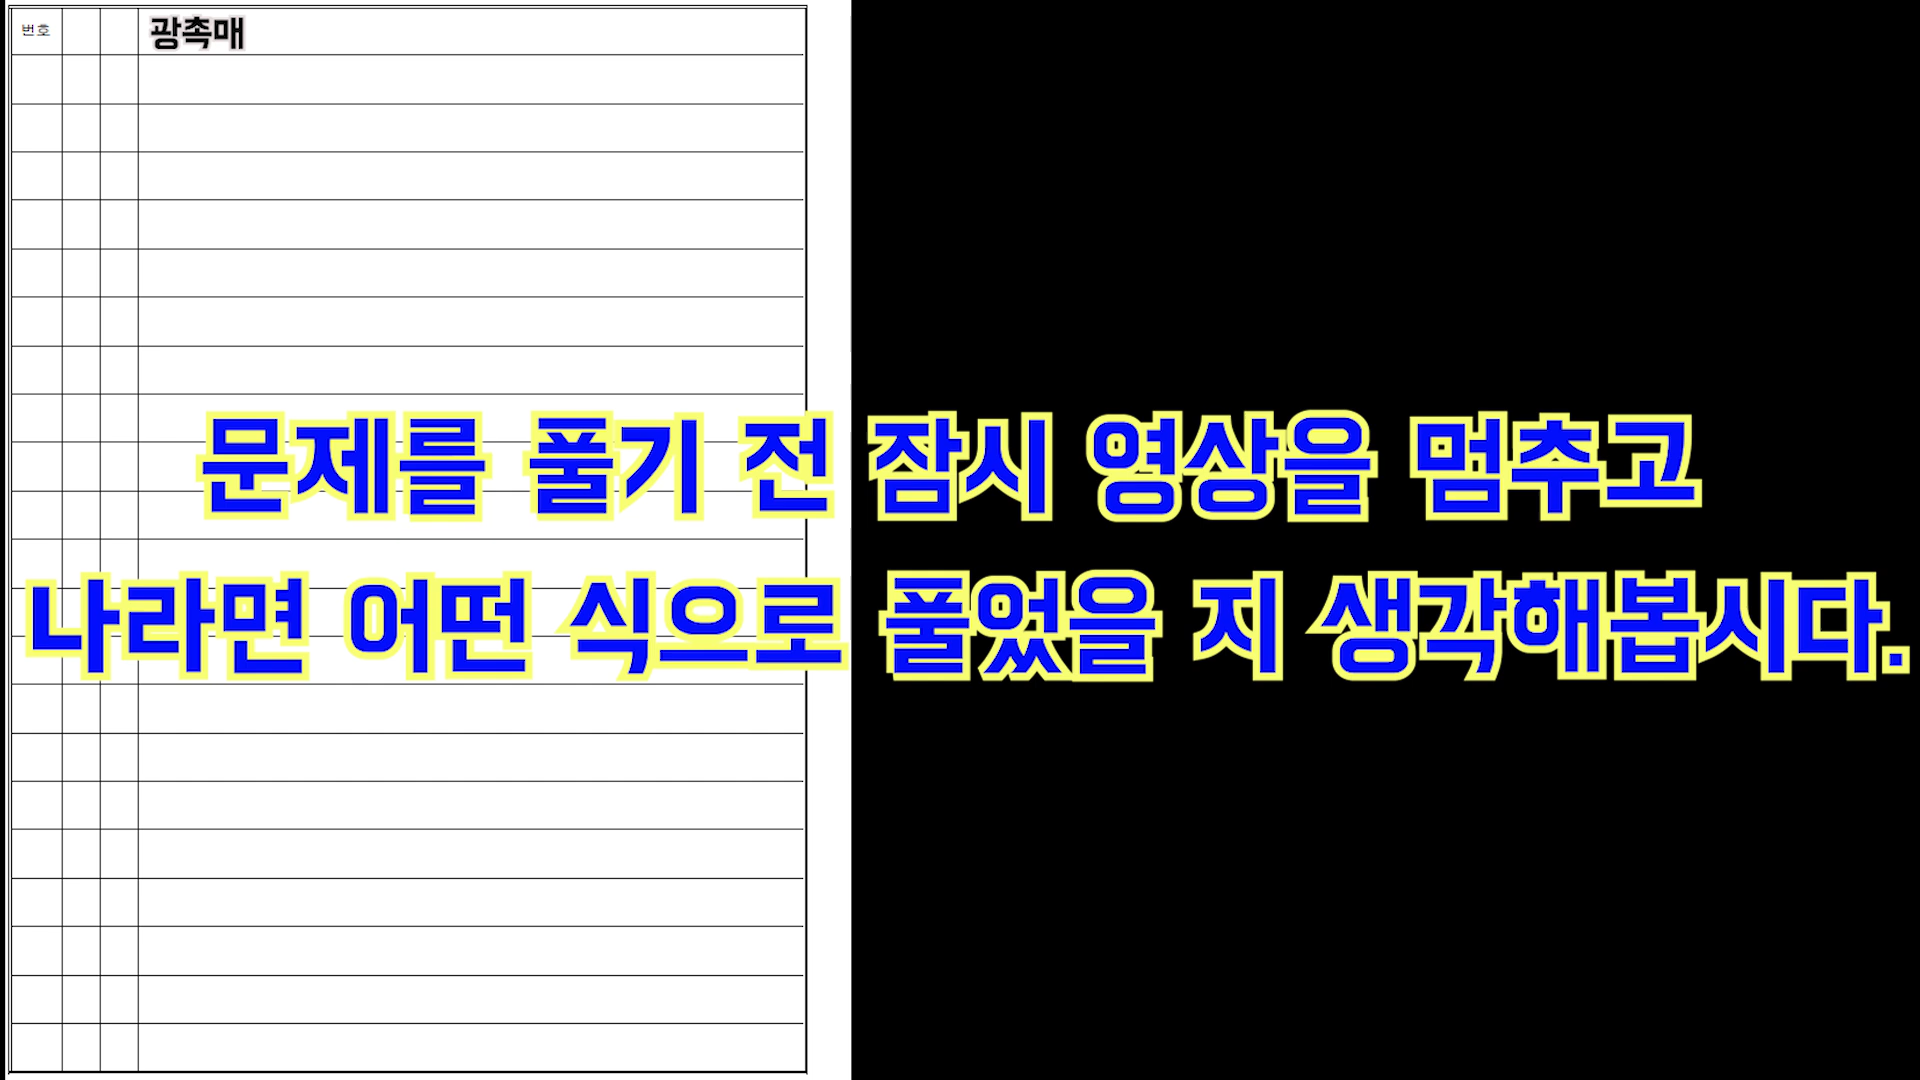 번호 광촉매
문제를 풀기 전 잠시 영상을 멈추고
나라면 어떤 식으로 풀었을 지 생각해봅시다.